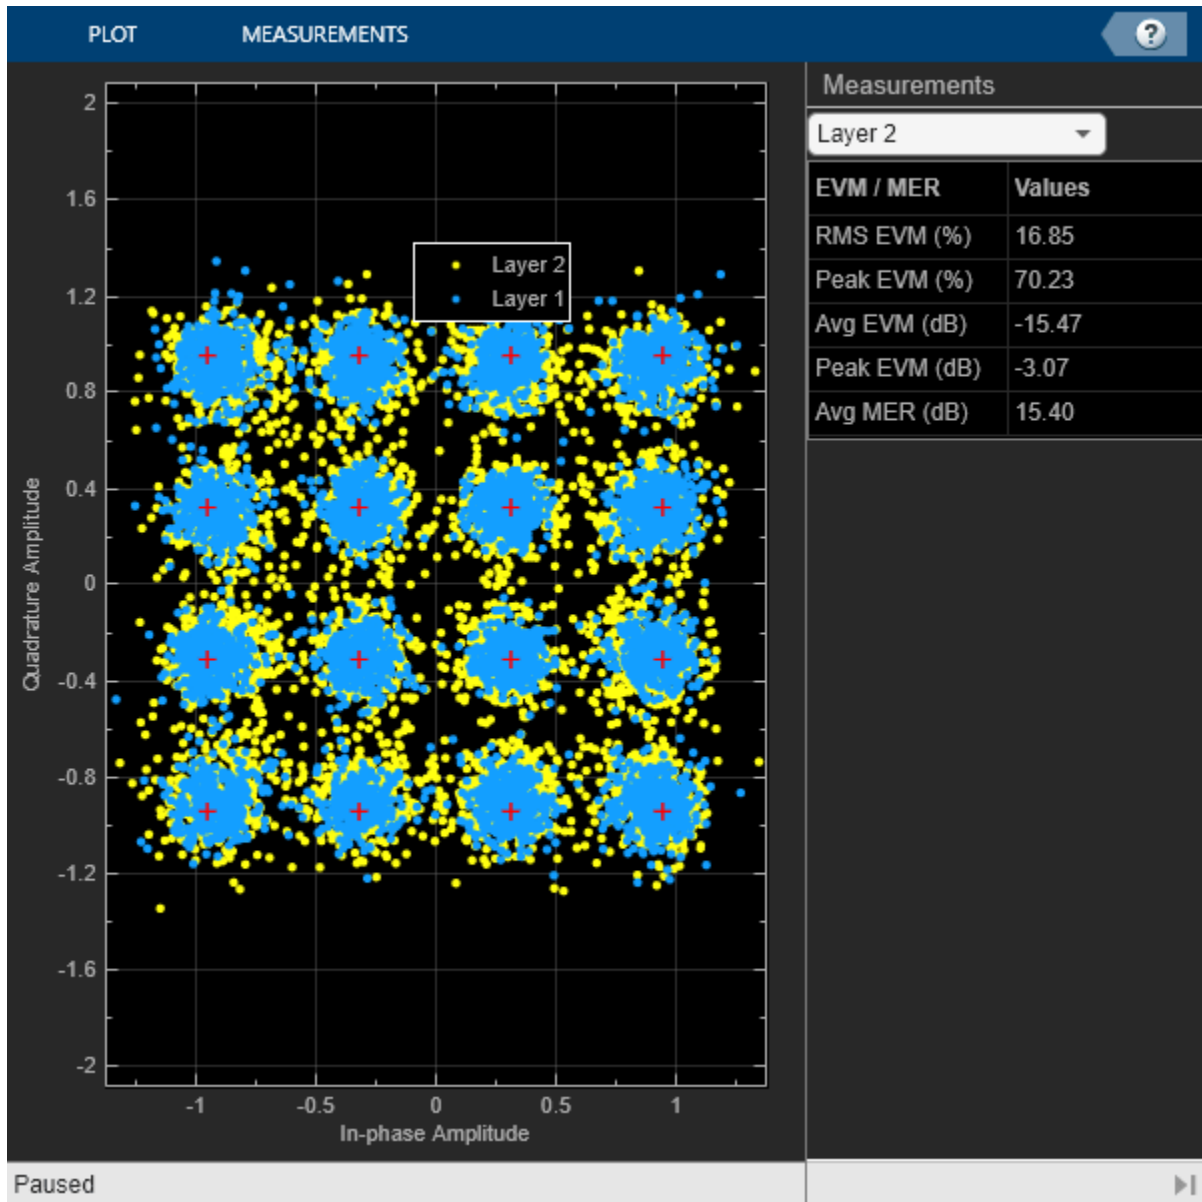 PLOT MEASUREMENTS ?
Measurements
Layer 2
EVM / MER Values
RMS EVM (%) 16.85
Peak EVM (%) 70.23
Avg EVM (dB) -15.47
Peak EVM (dB) -3.07
Avg MER (dB) 15.40
Layer 2
Layer 1
2
1.6
1.2
0.8
0.4
0
-0.4
-0.8
-1.2
-1.6
-2
Quadrature Amplitude
-1 -0.5 0 0.5 1
In-phase Amplitude
Paused